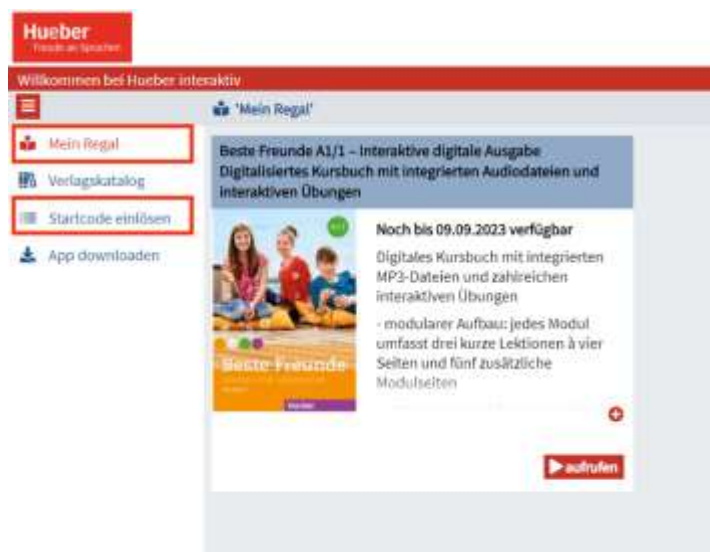 Hueber
Freude an Sprachen
Willkommen bei Hueber interaktiv
'Mein Regal'
Mein Regal
Verlagskatalog
Startcode einlösen
App downloaden
Beste Freunde A1/1 – Interaktive digitale Ausgabe
Digitalisiertes Kursbuch mit integrierten Audiodateien und
interaktiven Übungen
Noch bis 09.09.2023 verfügbar
Digitales Kursbuch mit integrierten
MP3-Dateien und zahlreichen
interaktiven Übungen
- modularer Aufbau: jedes Modul
umfasst drei kurze Lektionen à vier
Seiten und fünf zusätzliche
Modulseiten
Beste Freunde
Hueber
aufrufen